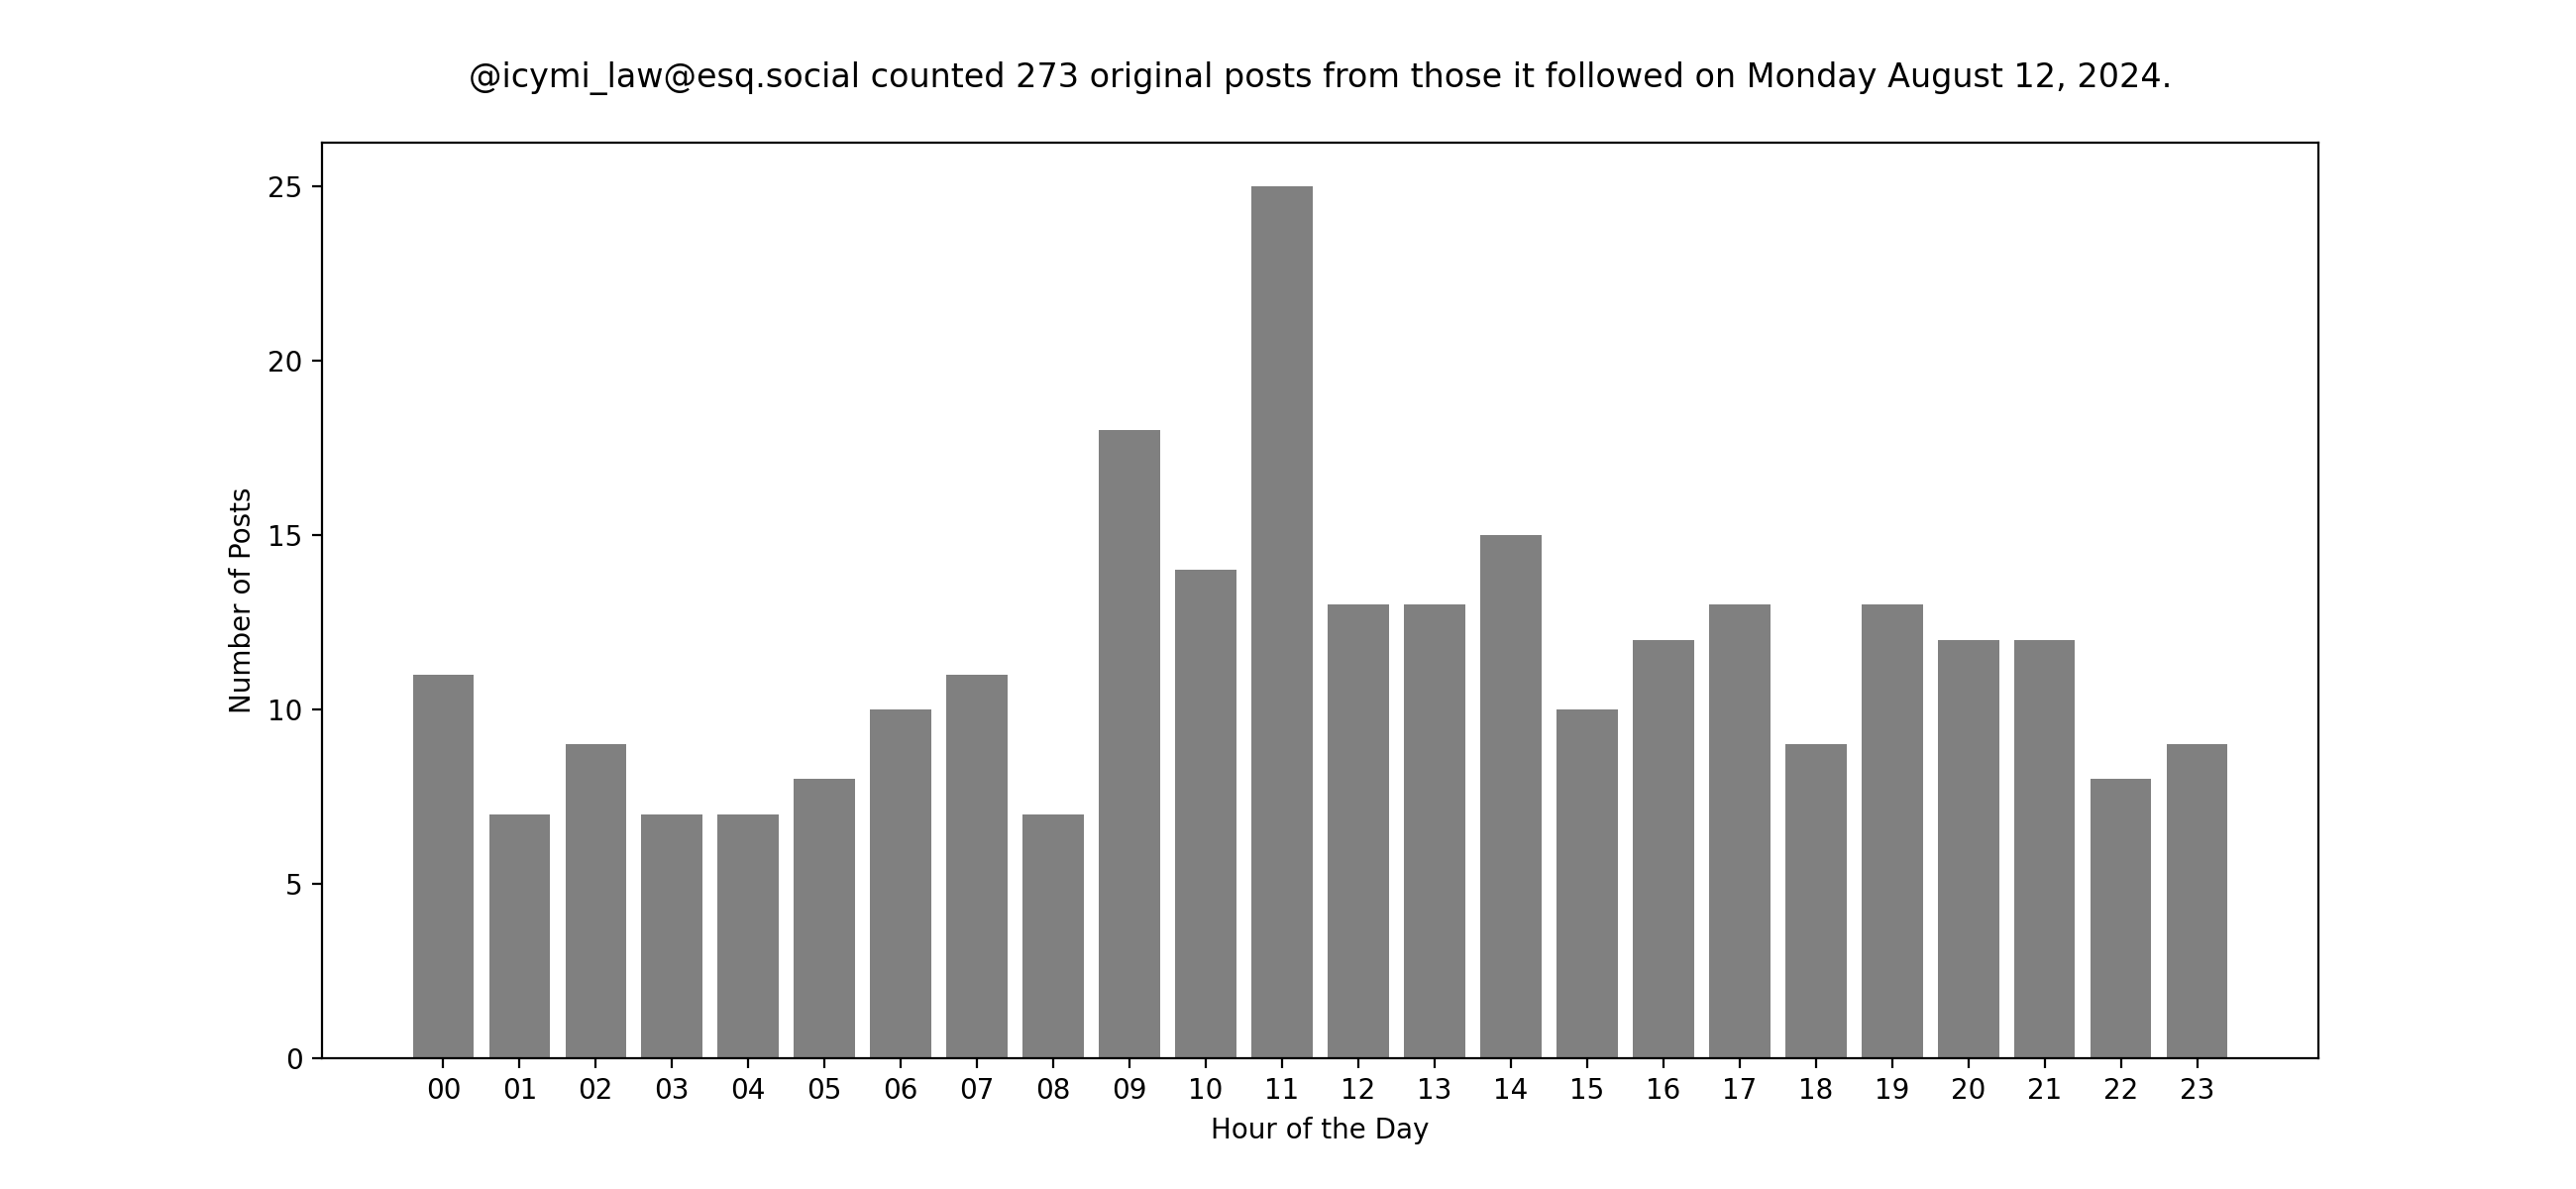 @icymi_law@esq.social counted 273 original posts from those it followed on Monday August 12, 2024.
25
20
15
10
5
0
Number of Posts
00 01 02 03 04 05 06 07 08 09 10 11 12 13 14 15 16 17 18 19 20 21 22 23
Hour of the Day